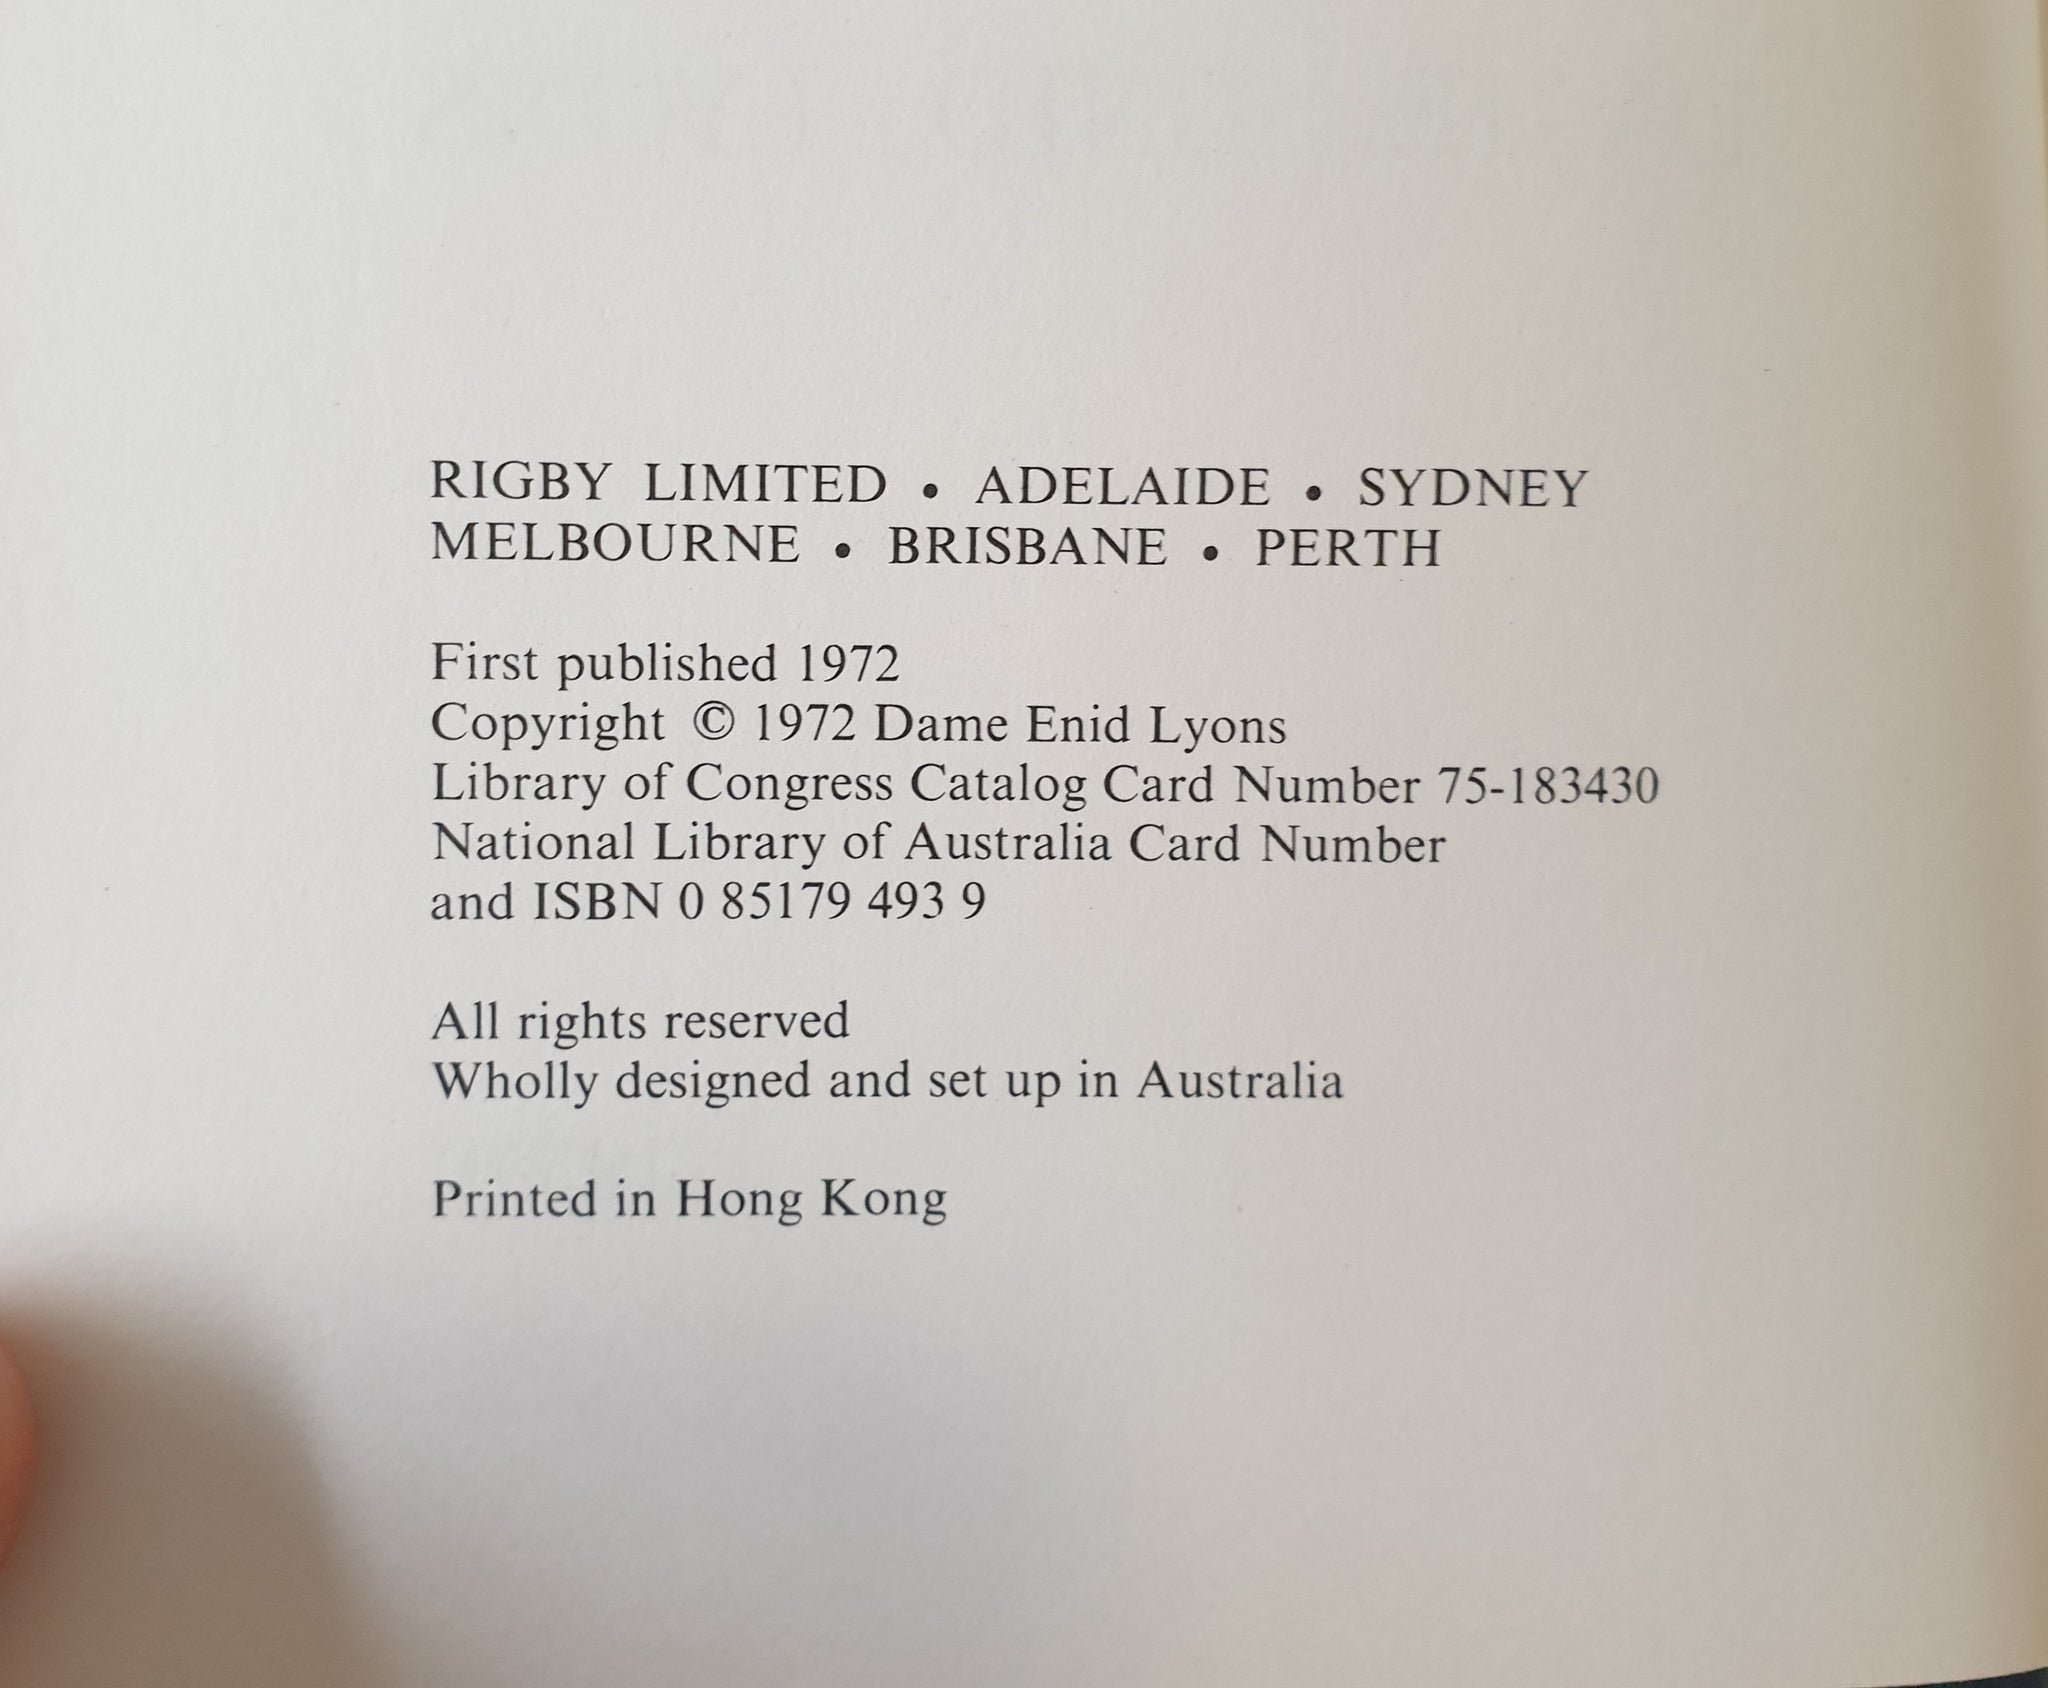 RIGBY LIMITED • ADELAIDE • SYDNEY
MELBOURNE • BRISBANE • PERTH
First published 1972
Copyright © 1972 Dame Enid Lyons
Library of Congress Catalog Card Number 75-183430
National Library of Australia Card Number
and ISBN 0 85179 493 9
All rights reserved
Wholly designed and set up in Australia
Printed in Hong Kong